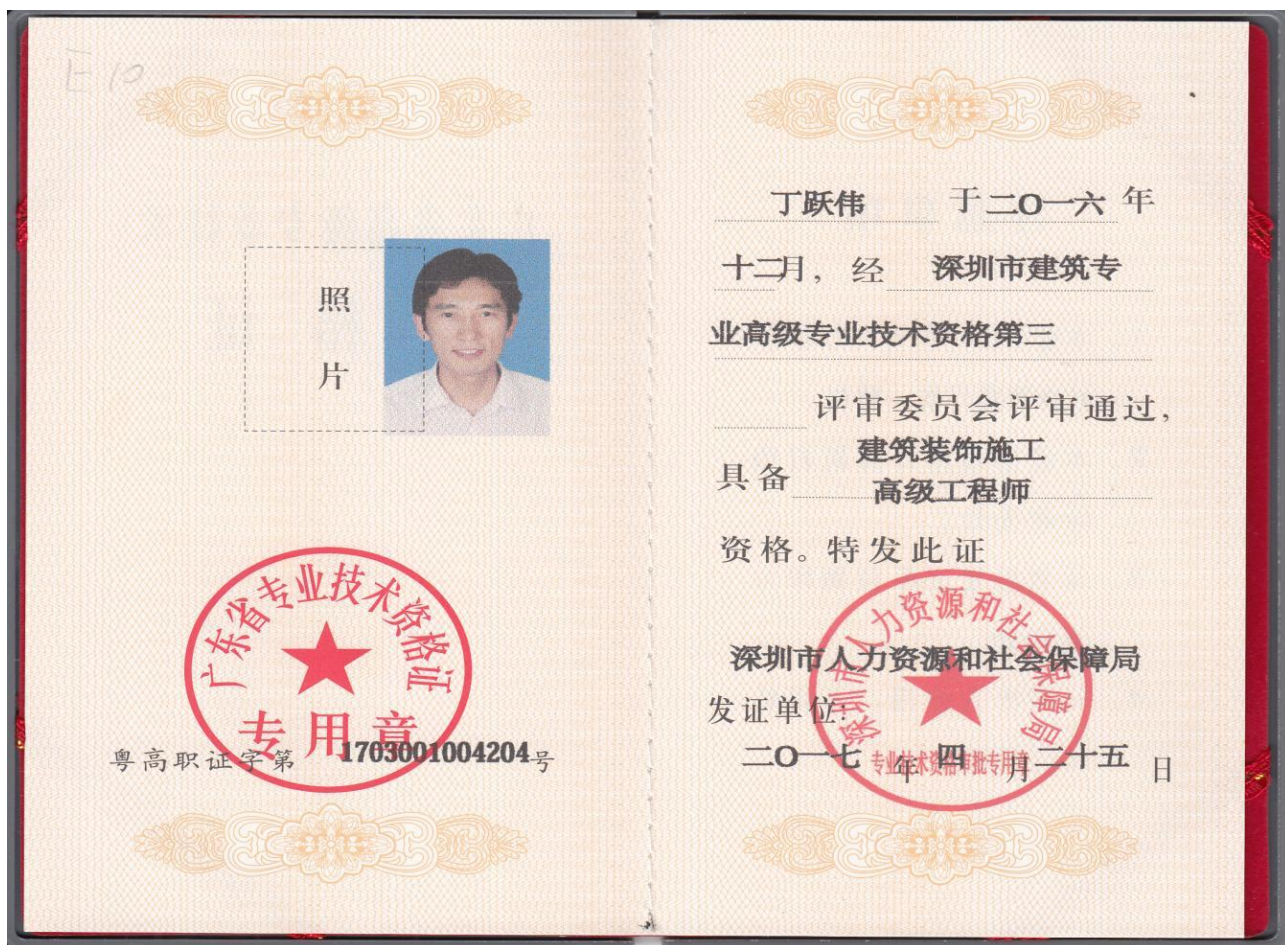 E10
照
片
广东省专业技术资格证
专用章
粤高职证字第1703001004204号
丁跃伟 于二〇一六年
十二月，经 深圳市建筑专
业高级专业技术资格第三
评审委员会评审通过，
建筑装饰施工
具备
高级工程师
资格。特发此证
深圳市人力资源和社会保障局
深圳市人力资源和社会保障局
发证单位：
专业技术资格审批专用章
二〇一七年四月二十五日